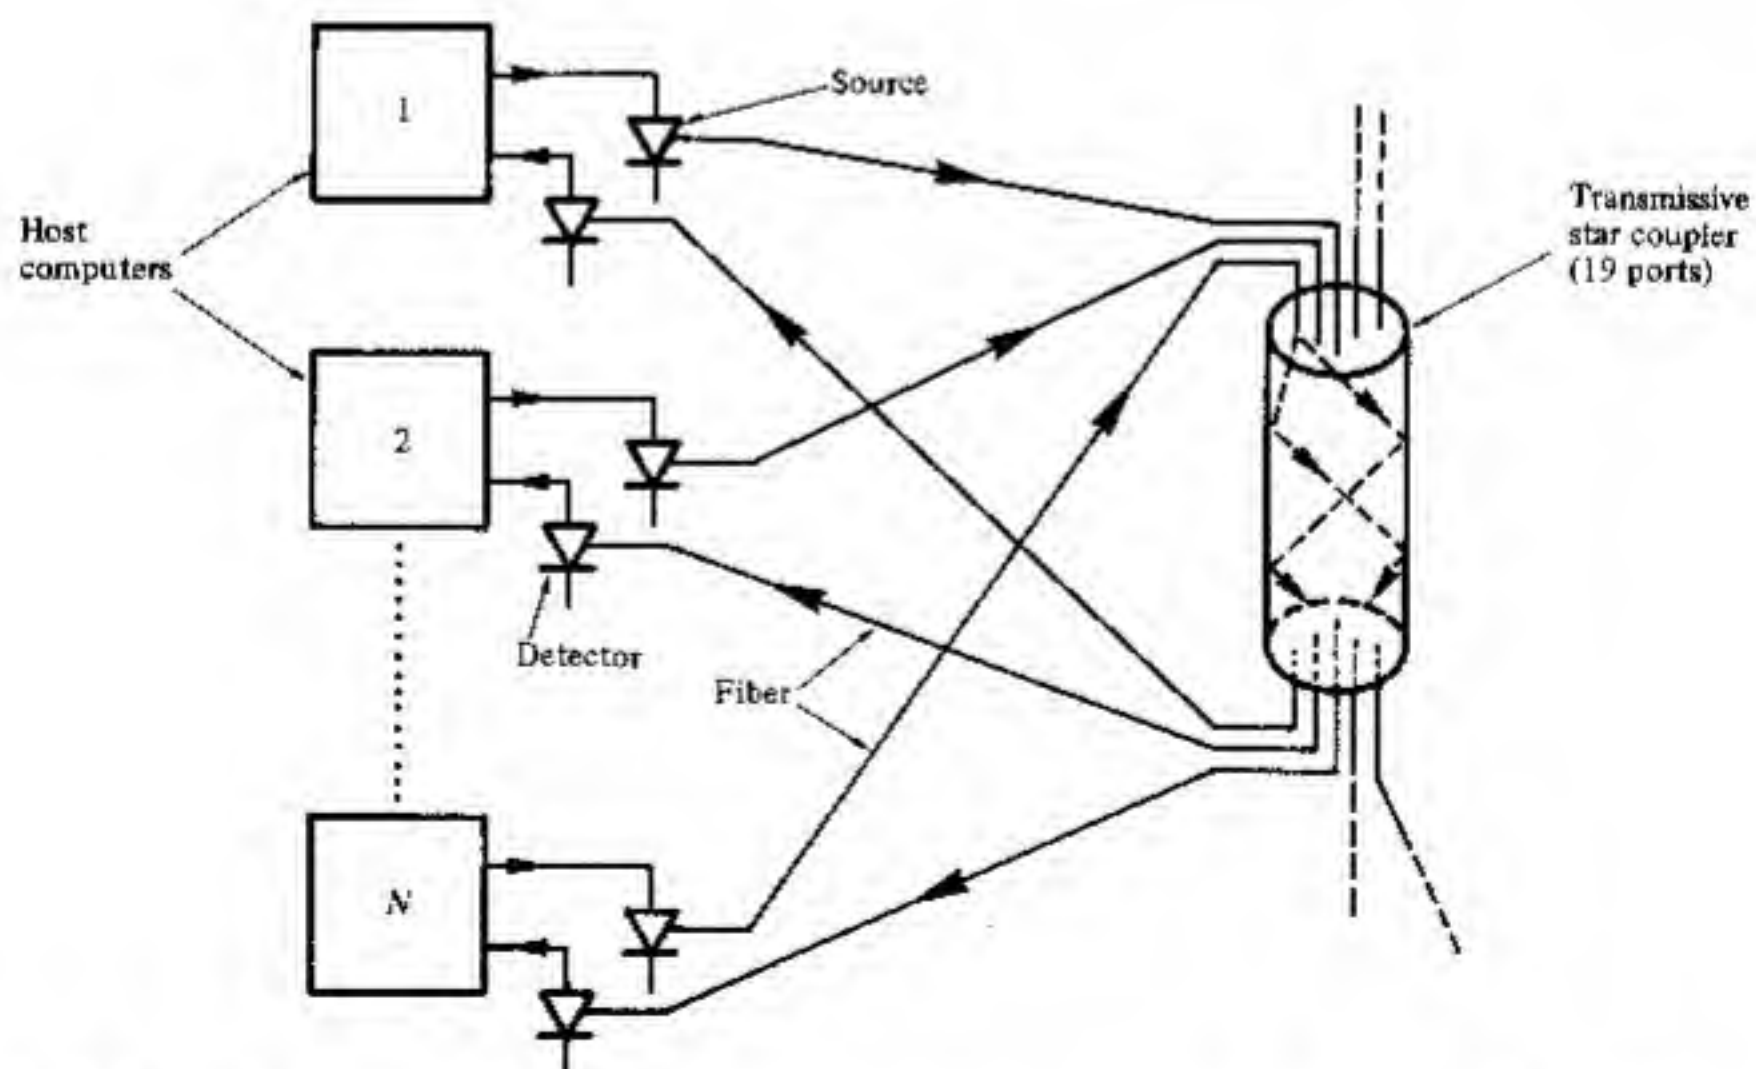 1
Source
Transmissive
star coupler
(19 ports)
Host
computers
2
Detector
Fiber
N